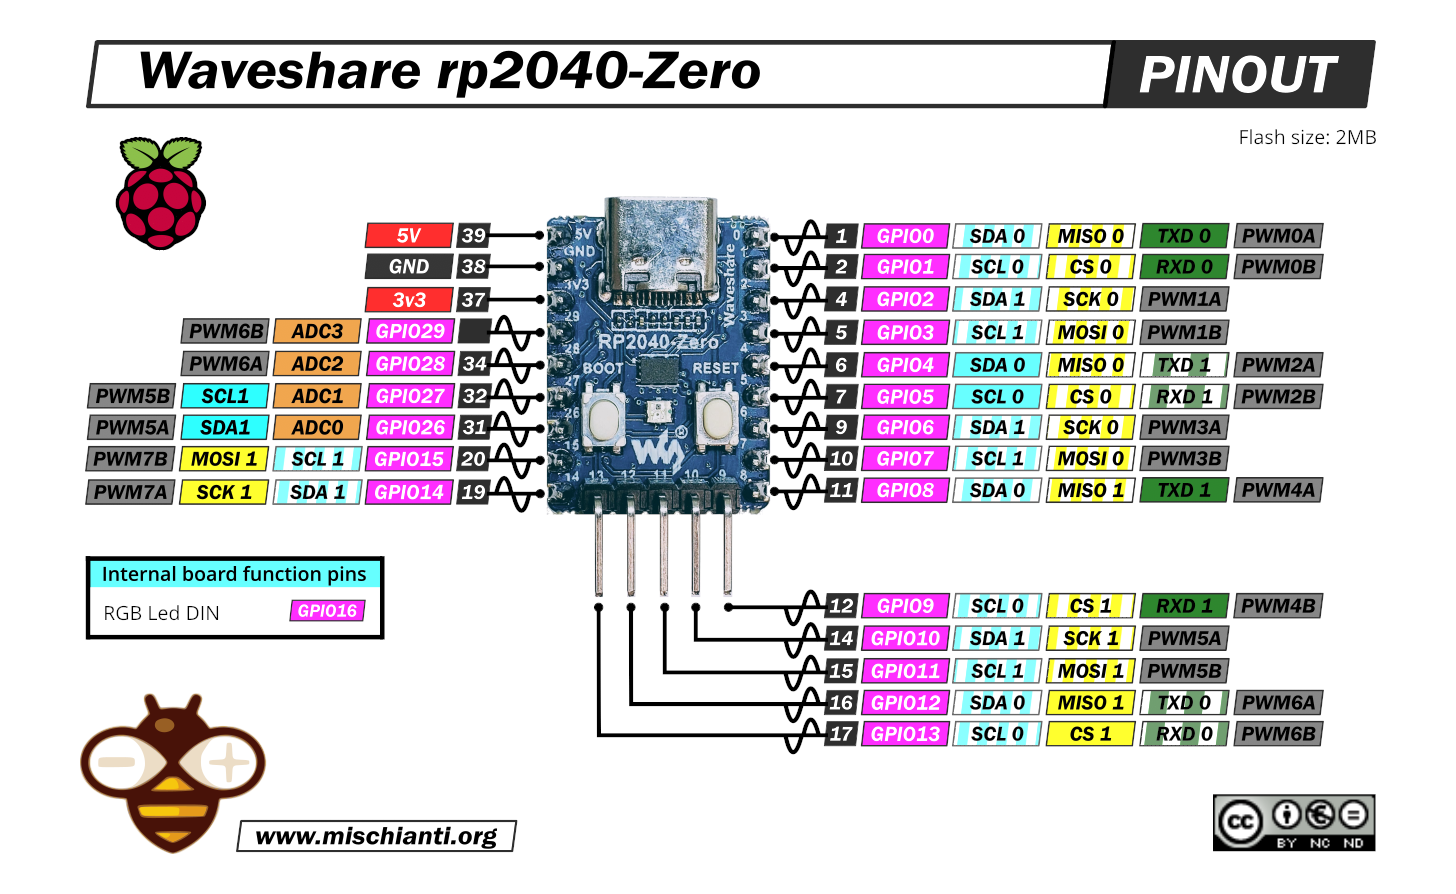 Waveshare rp2040-Zero PINOUT
Flash size: 2MB
5V 39
GND 38
3v3 37
PWM6B ADC3 GPIO29
PWM6A ADC2 GPIO28 34
PWM5B SCL1 ADC1 GPIO27 32
PWM5A SDA1 ADC0 GPIO26 31
PWM7B MOSI 1 SCL 1 GPIO15 20
PWM7A SCK 1 SDA 1 GPIO14 19
5V
GND
3V3
29
28
27
26
15
14
0
Waveshare
RP2040-Zero
BOOT RESET
4
5
6
7
8
13 12 11 10 9
1 GPIO0 SDA 0 MISO 0 TXD 0 PWM0A
2 GPIO1 SCL 0 CS 0 RXD 0 PWM0B
4 GPIO2 SDA 1 SCK 0 PWM1A
5 GPIO3 SCL 1 MOSI 0 PWM1B
6 GPIO4 SDA 0 MISO 0 TXD 1 PWM2A
7 GPIO5 SCL 0 CS 0 RXD 1 PWM2B
9 GPIO6 SDA 1 SCK 0 PWM3A
10 GPIO7 SCL 1 MOSI 0 PWM3B
11 GPIO8 SDA 0 MISO 1 TXD 1 PWM4A
12 GPIO9 SCL 0 CS 1 RXD 1 PWM4B
14 GPIO10 SDA 1 SCK 1 PWM5A
15 GPIO11 SCL 1 MOSI 1 PWM5B
16 GPIO12 SDA 0 MISO 1 TXD 0 PWM6A
17 GPIO13 SCL 0 CS 1 RXD 0 PWM6B
Internal board function pins
RGB Led DIN GPIO16
www.mischianti.org
cc
BY NC ND